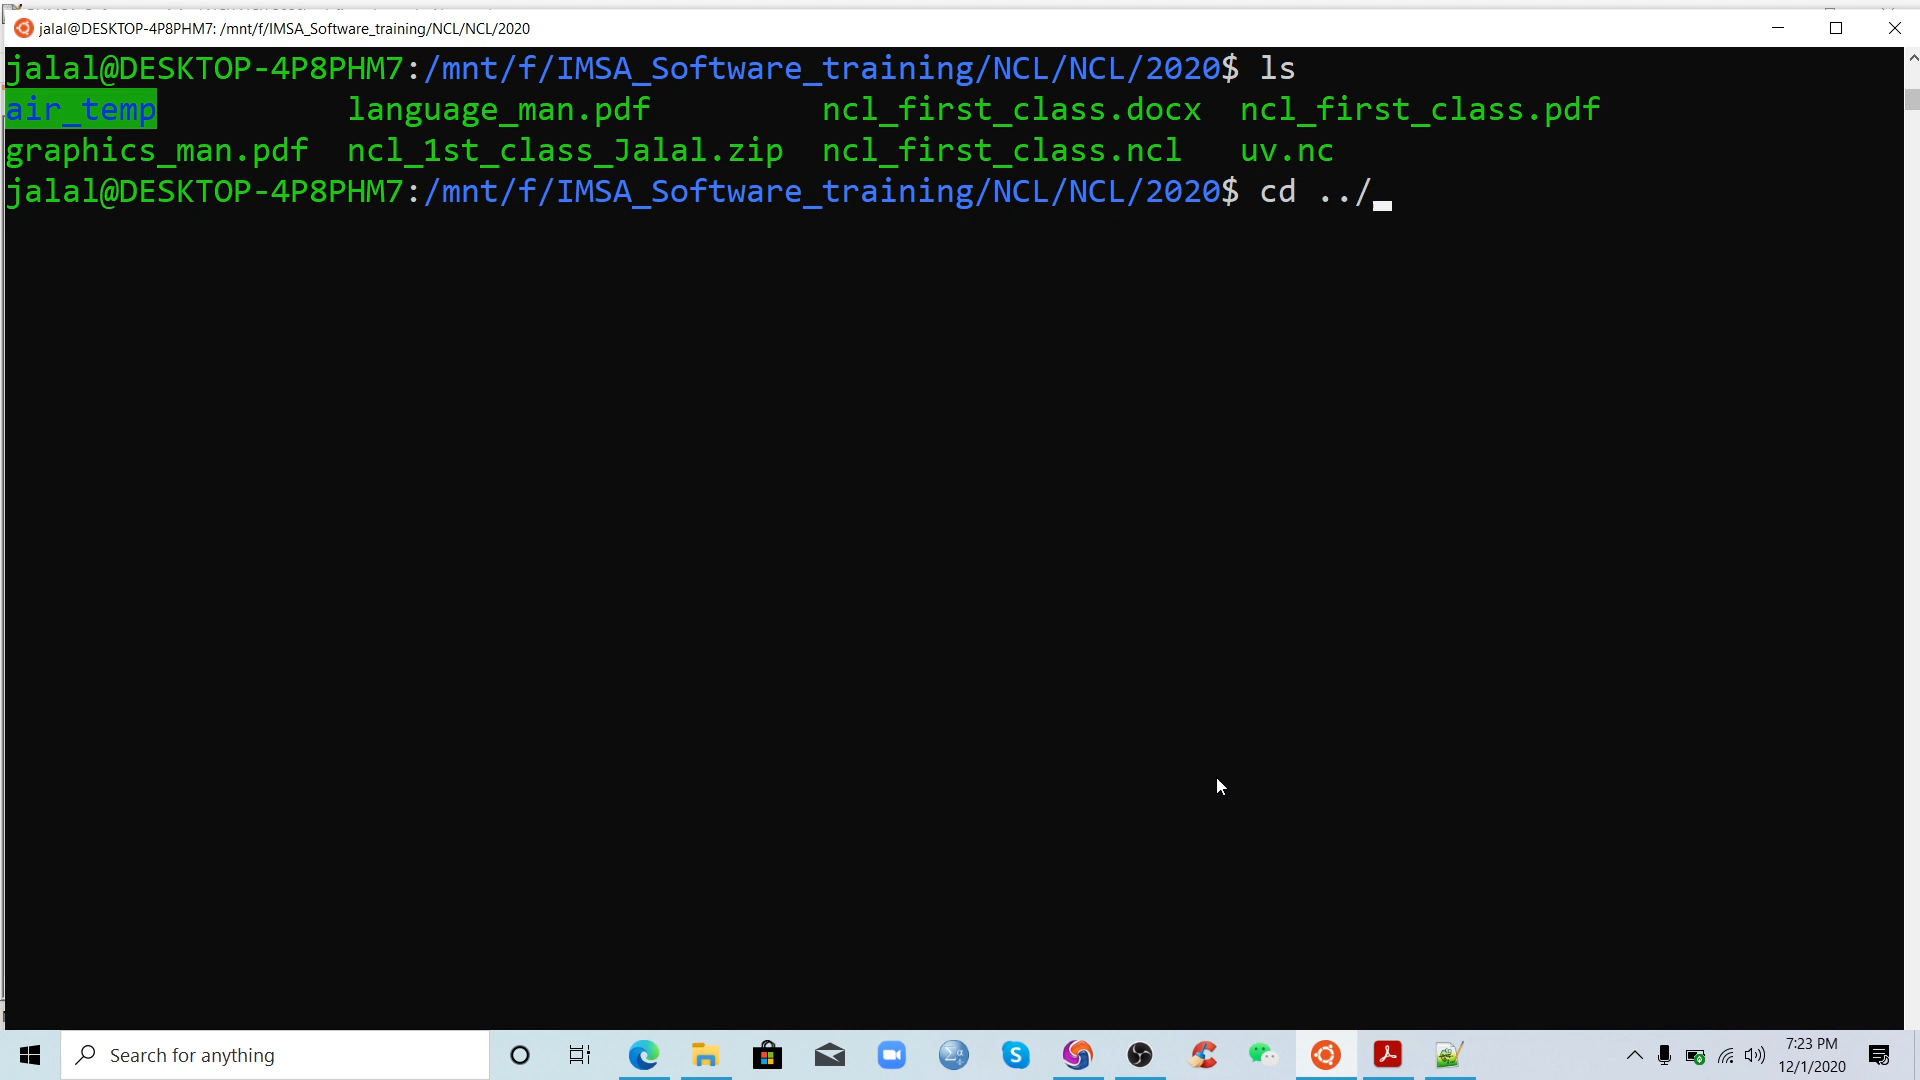 jalal@DESKTOP-4P8PHM7: /mnt/f/IMSA_Software_training/NCL/NCL/2020
jalal@DESKTOP-4P8PHM7:/mnt/f/IMSA_Software_training/NCL/NCL/2020$ ls
air_temp language_man.pdf ncl_first_class.docx ncl_first_class.pdf
graphics_man.pdf ncl_1st_class_Jalal.zip ncl_first_class.ncl uv.nc
jalal@DESKTOP-4P8PHM7:/mnt/f/IMSA_Software_training/NCL/NCL/2020$ cd ../
Search for anything
7:23 PM
12/1/2020